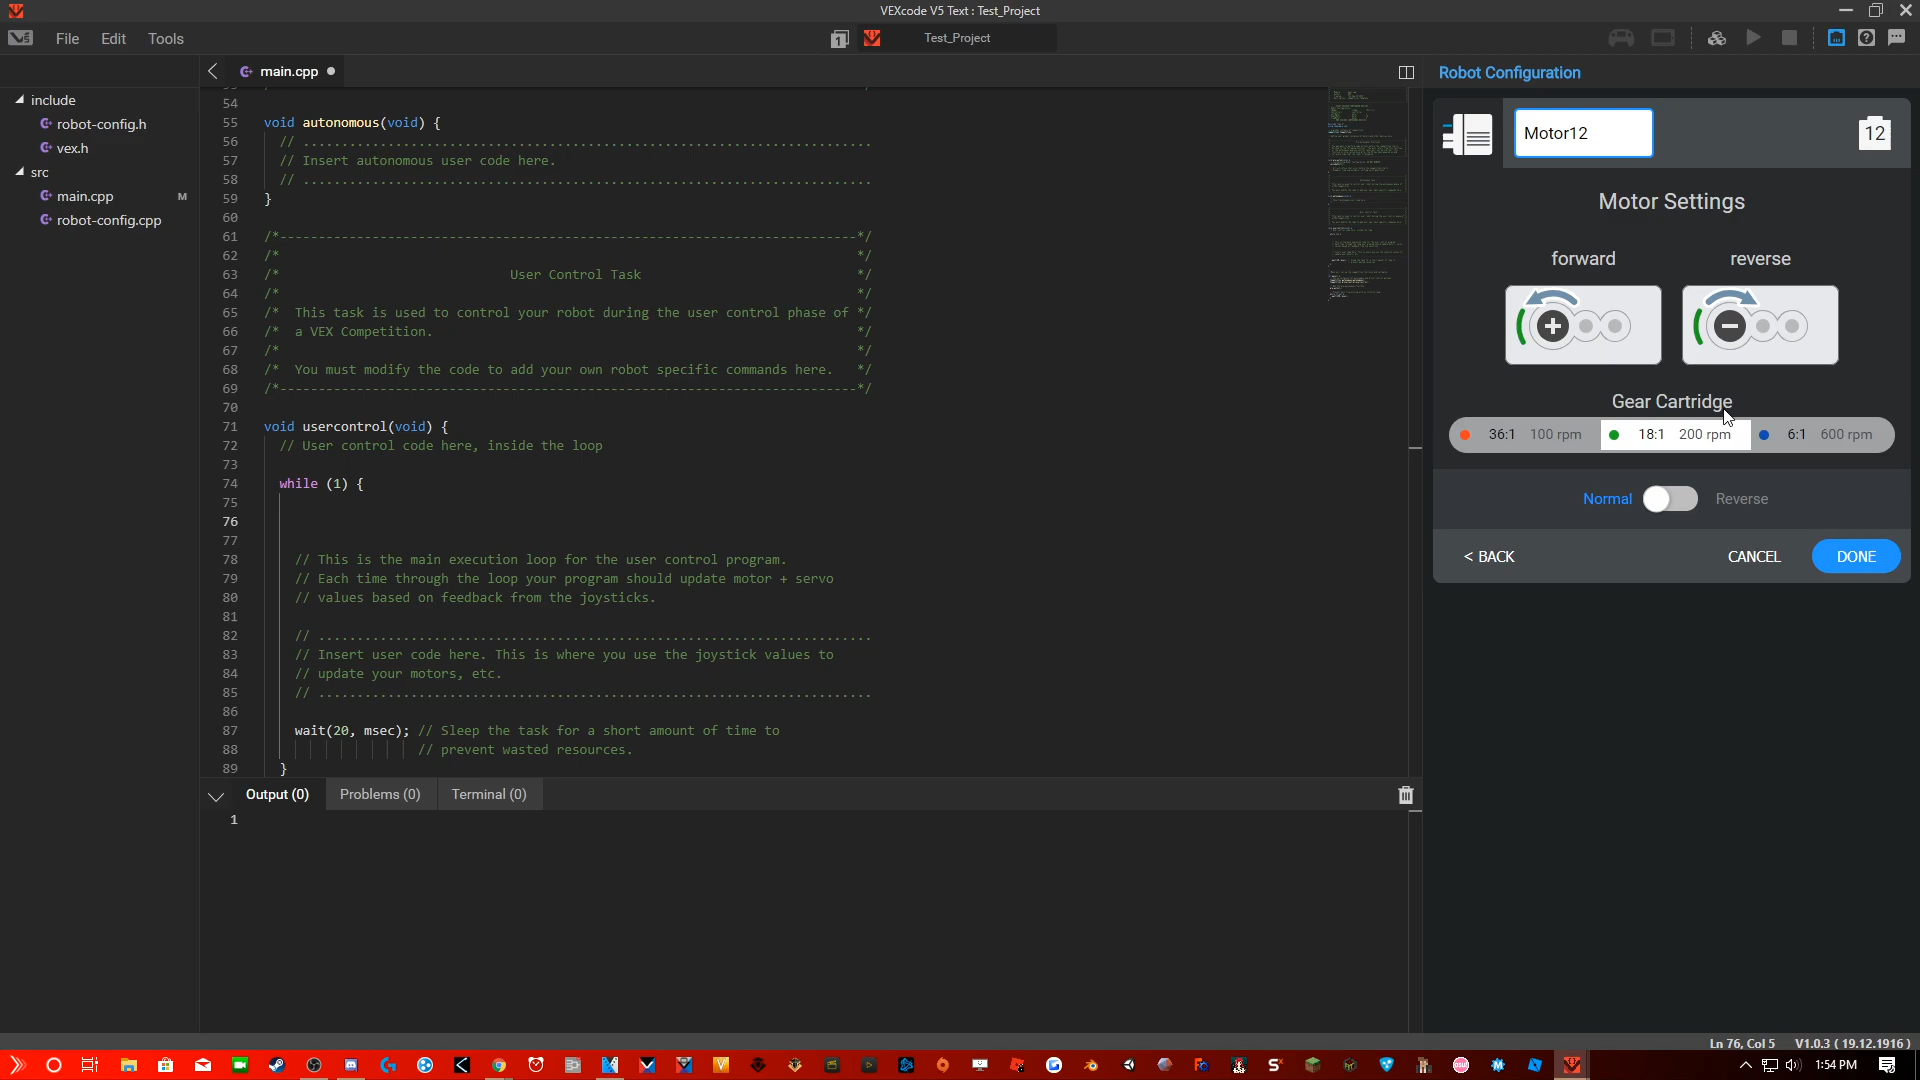 VEXcode V5 Text : Test_Project
V5 File Edit Tools
1 Test_Project
include
robot-config.h
vex.h
src
main.cpp M
robot-config.cpp
main.cpp
54
55 void autonomous(void) {
56 // ..........................................................................
57 // Insert autonomous user code here.
58 // ..........................................................................
59 }
60
61 /*---------------------------------------------------------------------------*/
62 /* */
63 /* User Control Task */
64 /* */
65 /* This task is used to control your robot during the user control phase of */
66 /* a VEX Competition. */
67 /* */
68 /* You must modify the code to add your own robot specific commands here. */
69 /*---------------------------------------------------------------------------*/
70
71 void usercontrol(void) {
72 // User control code here, inside the loop
73
74 while (1) {
75
76
77
78 // This is the main execution loop for the user control program.
79 // Each time through the loop your program should update motor + servo
80 // values based on feedback from the joysticks.
81
82 // ........................................................................
83 // Insert user code here. This is where you use the joystick values to
84 // update your motors, etc.
85 // ........................................................................
86
87 wait(20, msec); // Sleep the task for a short amount of time to
88 // prevent wasted resources.
89 }
Output (0) Problems (0) Terminal (0)
1
Robot Configuration
Motor12 12
Motor Settings
forward reverse
Gear Cartridge
36:1 100 rpm 18:1 200 rpm 6:1 600 rpm
Normal Reverse
< BACK CANCEL DONE
Ln 76, Col 5 V1.0.3 ( 19.12.1916 )
1:54 PM